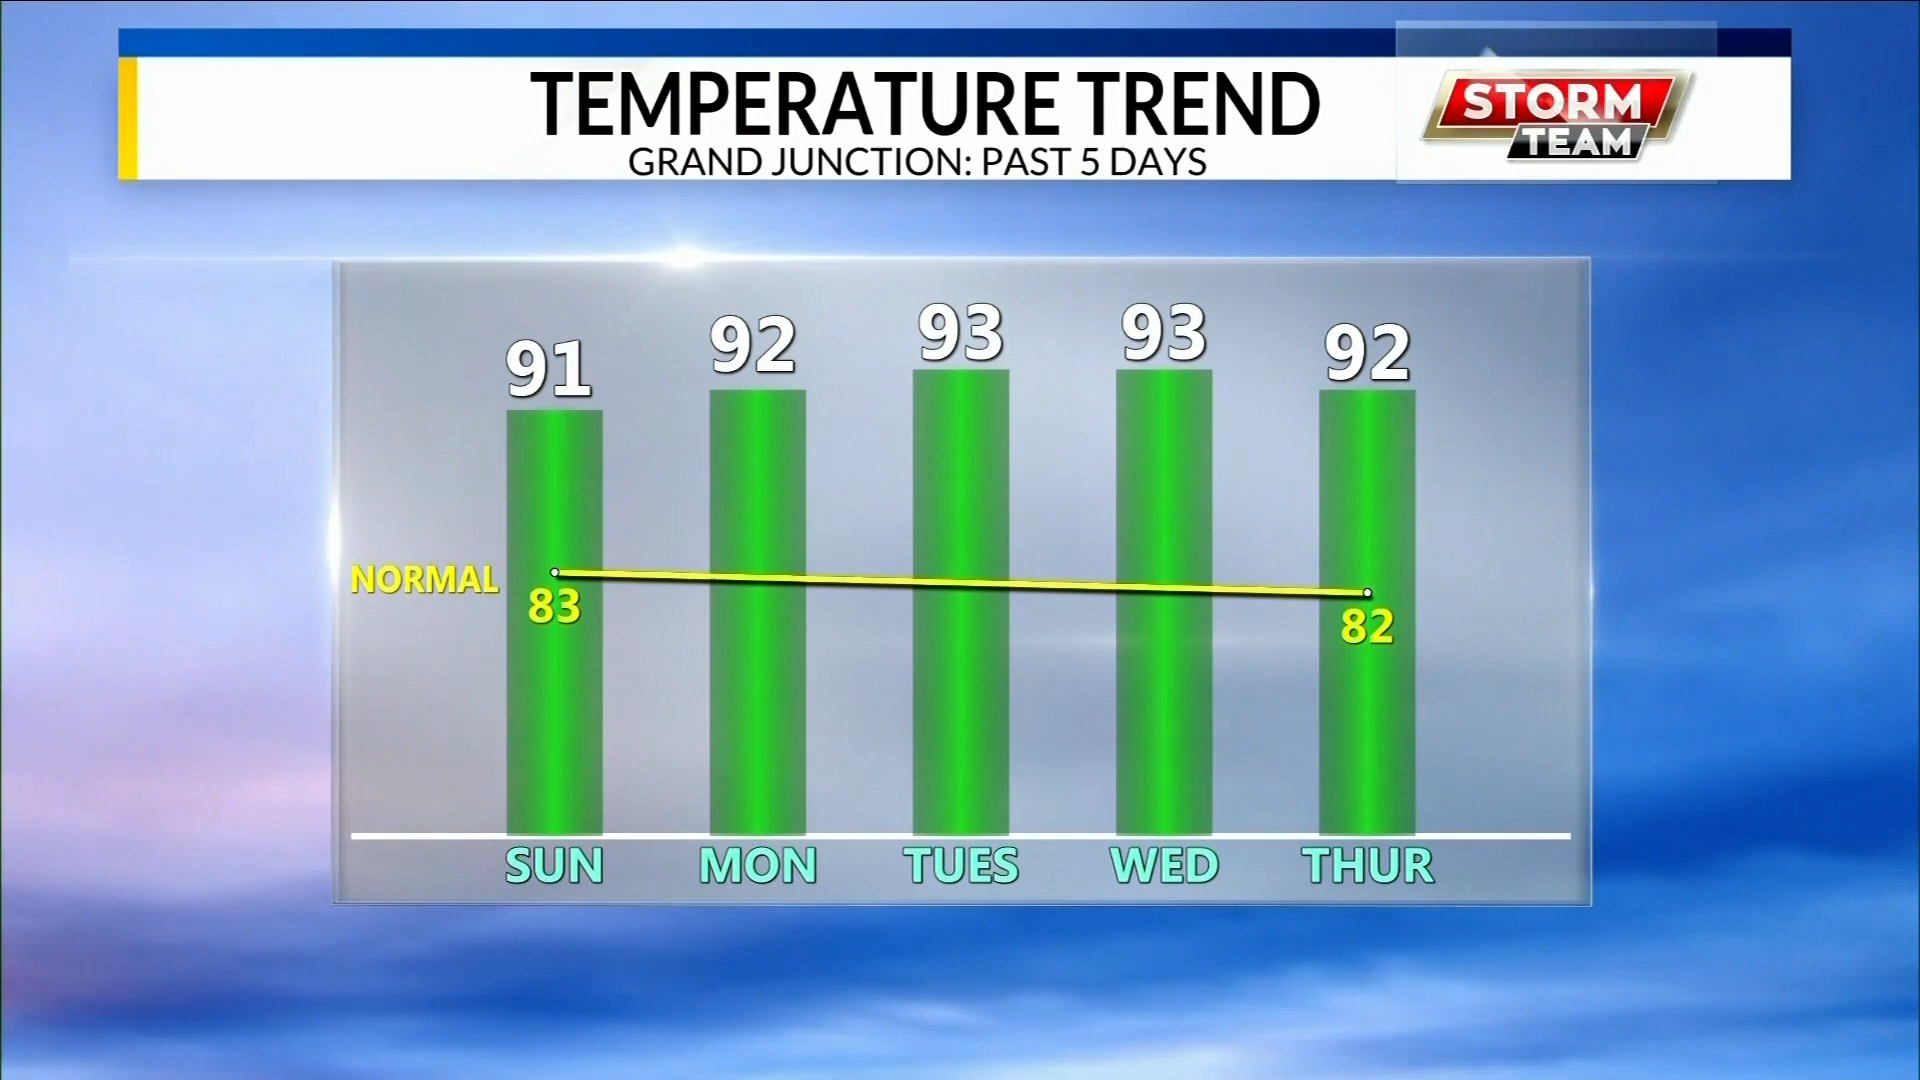 TEMPERATURE TREND
GRAND JUNCTION: PAST 5 DAYS
STORM
TEAM
91 92 93 93 92
NORMAL
83 82
SUN MON TUES WED THUR